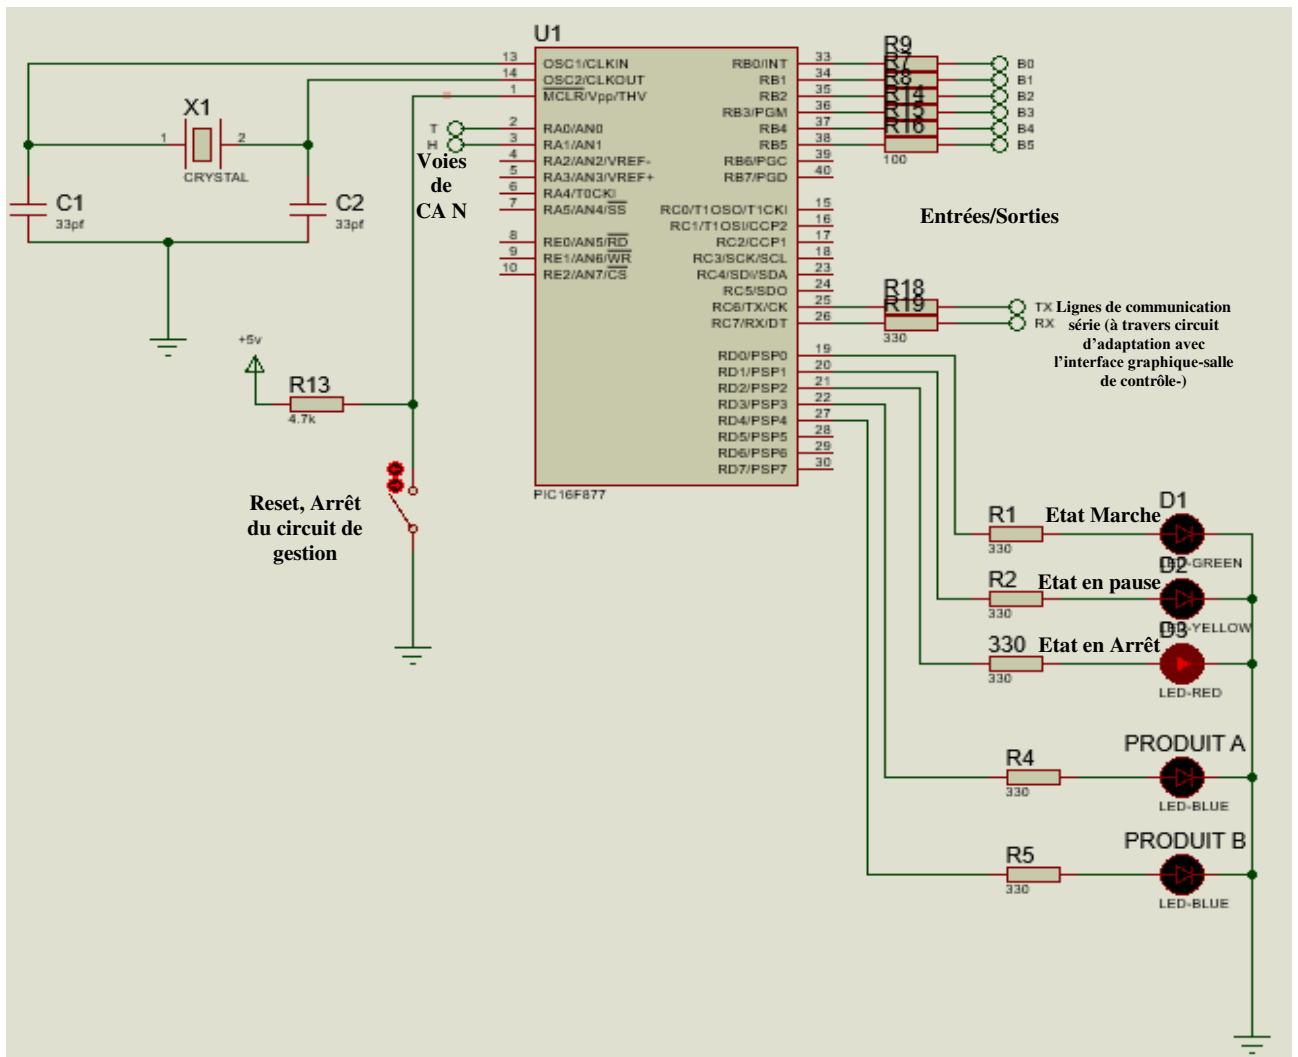 U1
13
OSC1/CLKIN
14
OSC2/CLKOUT
1
MCLR/Vpp/THV
T
2
RA0/AN0
H
3
RA1/AN1
4
RA2/AN2/VREF-
5
RA3/AN3/VREF+
6
RA4/T0CKI
7
RA5/AN4/SS
8
RE0/AN5/RD
9
RE1/AN6/WR
10
RE2/AN7/CS
Voies
de
CA N
X1
1
2
CRYSTAL
C1
33pf
C2
33pf
RB0/INT
33
RB1
34
RB2
35
RB3/PGM
36
RB4
37
RB5
38
RB6/PGC
39
RB7/PGD
40
R9
R7
R8
R14
R15
R16
100
B0
B1
B2
B3
B4
B5
RC0/T1OSO/T1CKI
15
RC1/T1OSI/CCP2
16
RC2/CCP1
17
RC3/SCK/SCL
18
RC4/SDI/SDA
23
RC5/SDO
24
RC6/TX/CK
25
RC7/RX/DT
26
Entrées/Sorties
R18
R19
330
TX
RX
Lignes de communication
série (à travers circuit
d'adaptation avec
l'interface graphique-salle
de contrôle-)
RD0/PSP0
19
RD1/PSP1
20
RD2/PSP2
21
RD3/PSP3
22
RD4/PSP4
27
RD5/PSP5
28
RD6/PSP6
29
RD7/PSP7
30
PIC16F877
+5v
R13
4.7k
Reset, Arrêt
du circuit de
gestion
R1
330
Etat Marche
D1
LED-GREEN
R2
330
Etat en pause
D2
LED-YELLOW
330
330
Etat en Arrêt
D3
LED-RED
PRODUIT A
R4
330
LED-BLUE
PRODUIT B
R5
330
LED-BLUE